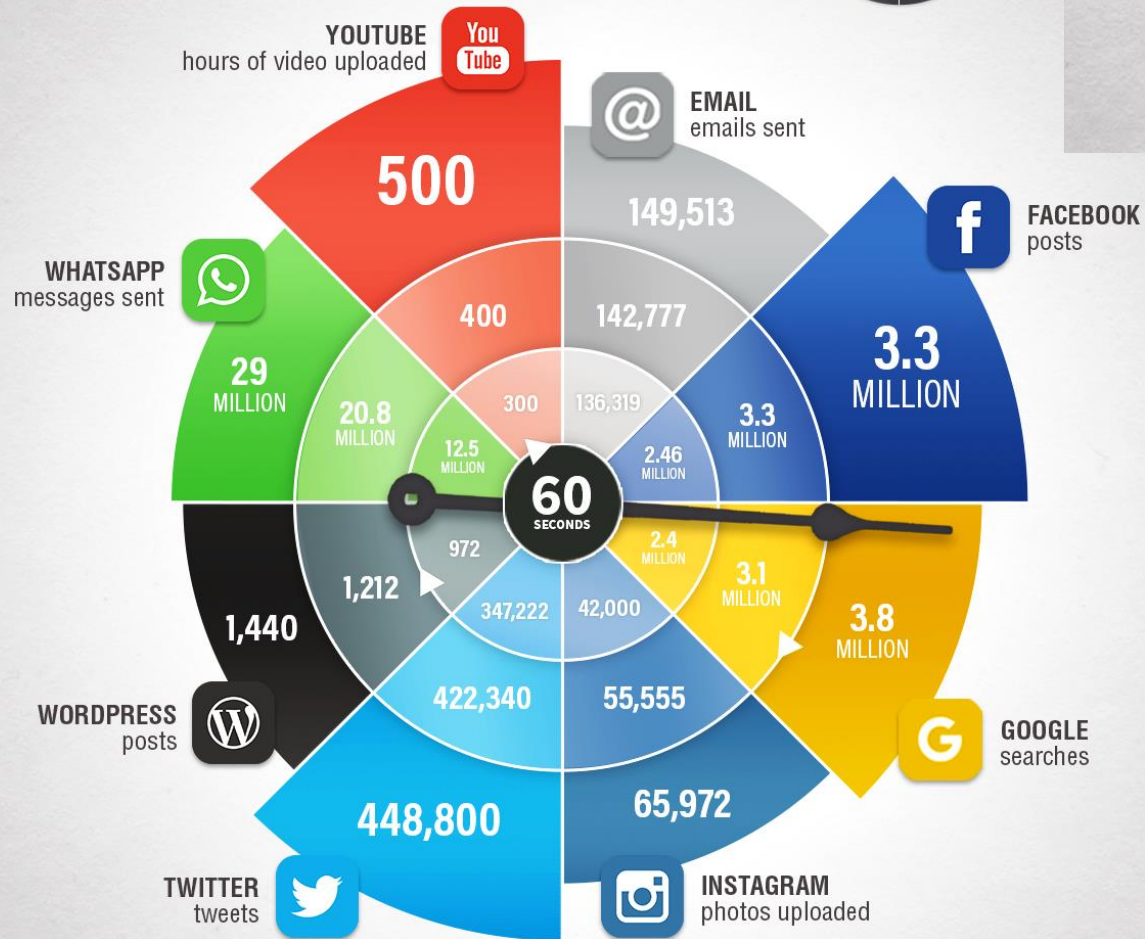 YOUTUBE
hours of video uploaded
You
Tube
500
400
300
@
EMAIL
emails sent
149,513
142,777
136,319
f
FACEBOOK
posts
3.3
MILLION
3.3
MILLION
2.46
MILLION
G
GOOGLE
searches
3.8
MILLION
3.1
MILLION
2.4
MILLION
INSTAGRAM
photos uploaded
65,972
55,555
42,000
TWITTER
tweets
448,800
422,340
347,222
WORDPRESS
posts
W
1,440
1,212
972
WHATSAPP
messages sent
29
MILLION
20.8
MILLION
12.5
MILLION
60
SECONDS